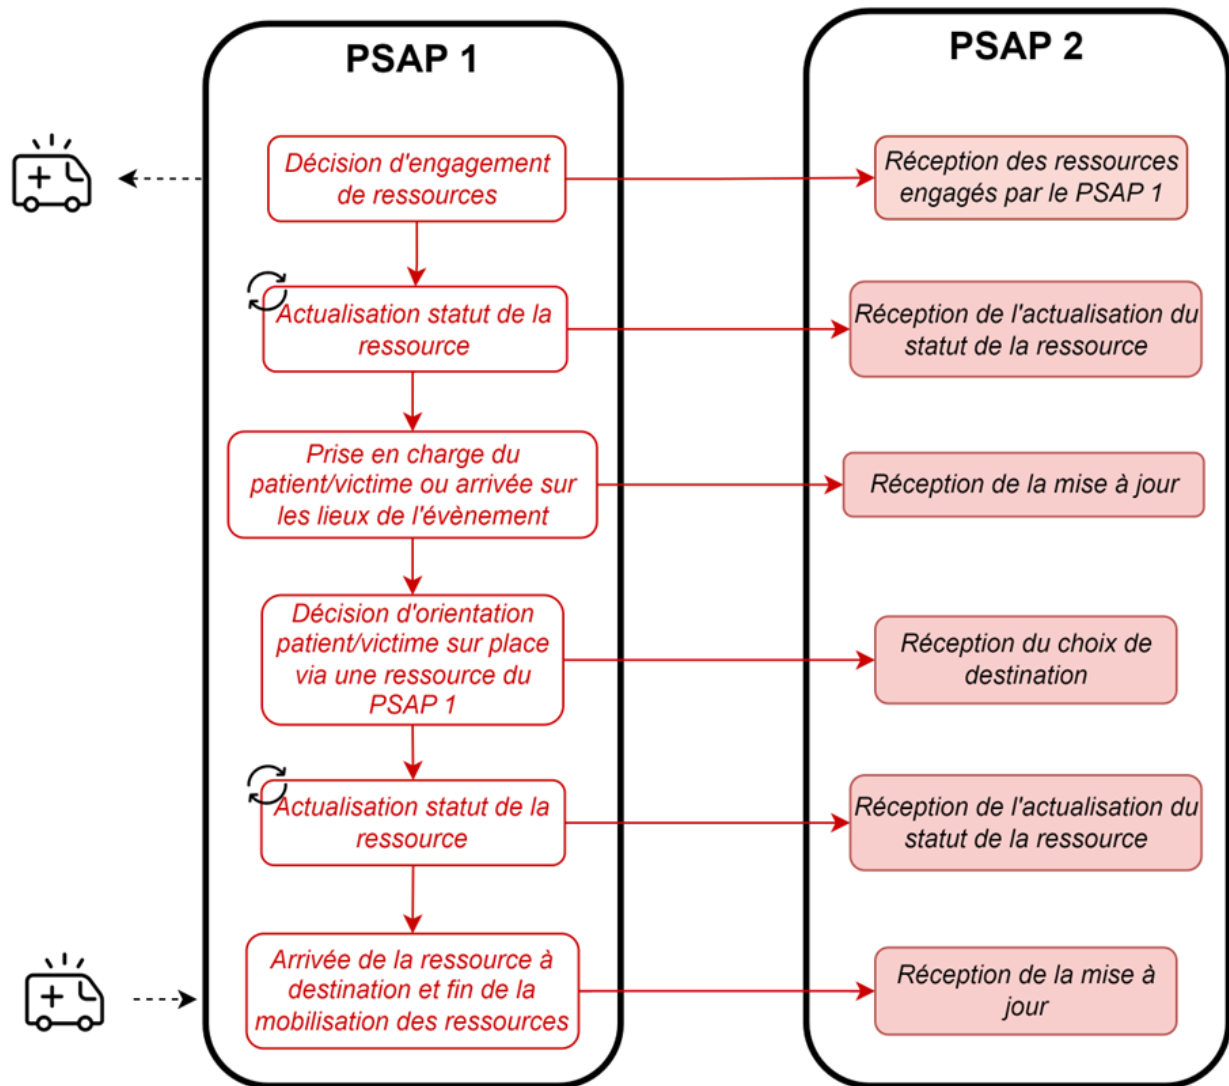 PSAP 1
PSAP 2
Décision d'engagement
de ressources
Réception des ressources
engagés par le PSAP 1
Actualisation statut de la
ressource
Réception de l'actualisation du
statut de la ressource
Prise en charge du
patient/victime ou arrivée sur
les lieux de l'évènement
Réception de la mise à jour
Décision d'orientation
patient/victime sur place
via une ressource du
PSAP 1
Réception du choix de
destination
Actualisation statut de la
ressource
Réception de l'actualisation du
statut de la ressource
Arrivée de la ressource à
destination et fin de la
mobilisation des ressources
Réception de la mise à
jour